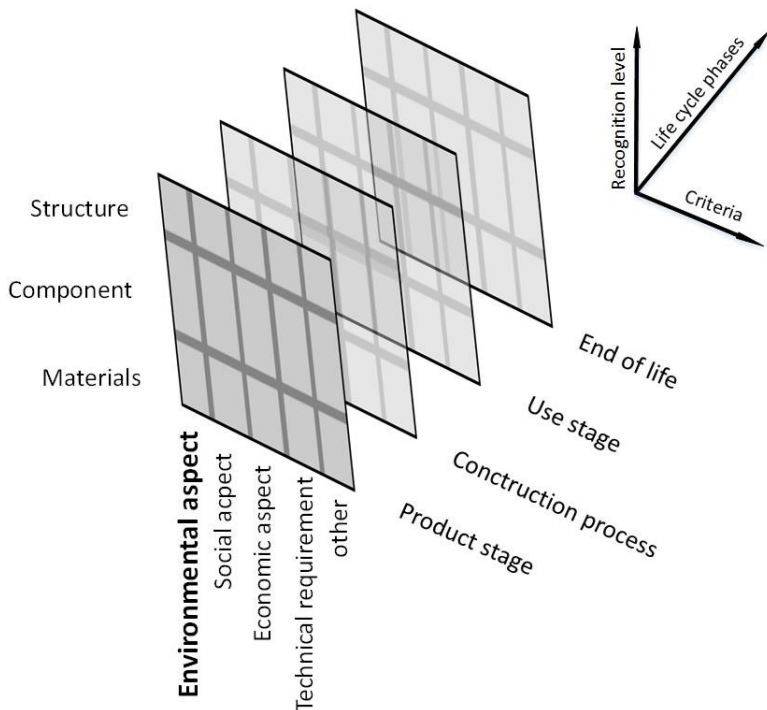 Recognition level
Life cycle phases
Criteria
Structure
Component
Materials
End of life
Use stage
Conctruction process
Product stage
Environmental aspect
Social acpect
Economic aspect
Technical requirement
other